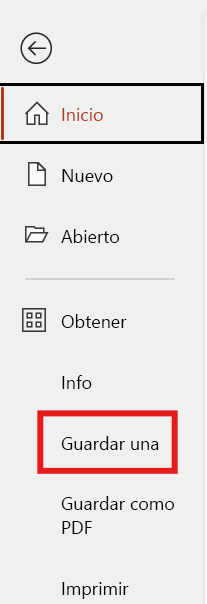 Inicio
Nuevo
Abierto
Obtener
Info
Guardar una
Guardar como
PDF
Imprimir